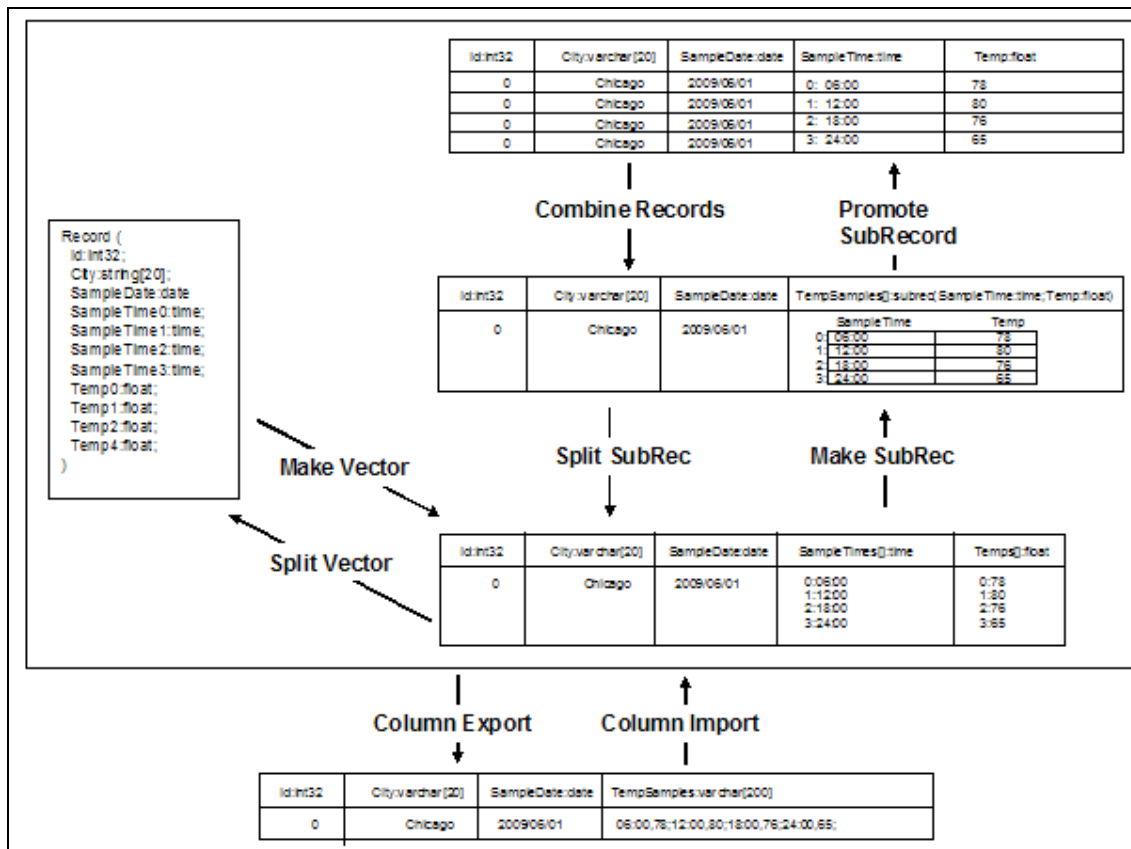 Id:Int32 City:varchar[20] SampleDate:date SampleTime:time Temp:float
0 Chicago 2009/06/01 0: 06:00 78
0 Chicago 2009/06/01 1: 12:00 80
0 Chicago 2009/06/01 2: 18:00 76
0 Chicago 2009/06/01 3: 24:00 65
Combine Records
Promote
SubRecord
Record (
Id:Int32;
City:string[20];
SampleDate:date
SampleTime0:time;
SampleTime1:time;
SampleTime2:time;
SampleTime3:time;
Temp0:float;
Temp1:float;
Temp2:float;
Temp4:float;
)
Id:Int32 City:varchar[20] SampleDate:date TempSamples[]:subrec(SampleTime:time;Temp:float)
0 Chicago 2009/06/01
SampleTime Temp
0: 06:00 78
1: 12:00 80
2: 18:00 76
3: 24:00 65
Make Vector
Split SubRec
Make SubRec
Split Vector
Id:Int32 City:varchar[20] SampleDate:date SampleTimes[]:time Temps[]:float
0 Chicago 2009/06/01 0:06:00 0:78
1:12:00 1:80
2:18:00 2:76
3:24:00 3:65
Column Export
Column Import
Id:Int32 City:varchar[20] SampleDate:date TempSamples:varchar[200]
0 Chicago 200906/01 06:00,78;12:00,80;18:00,76;24:00,65;